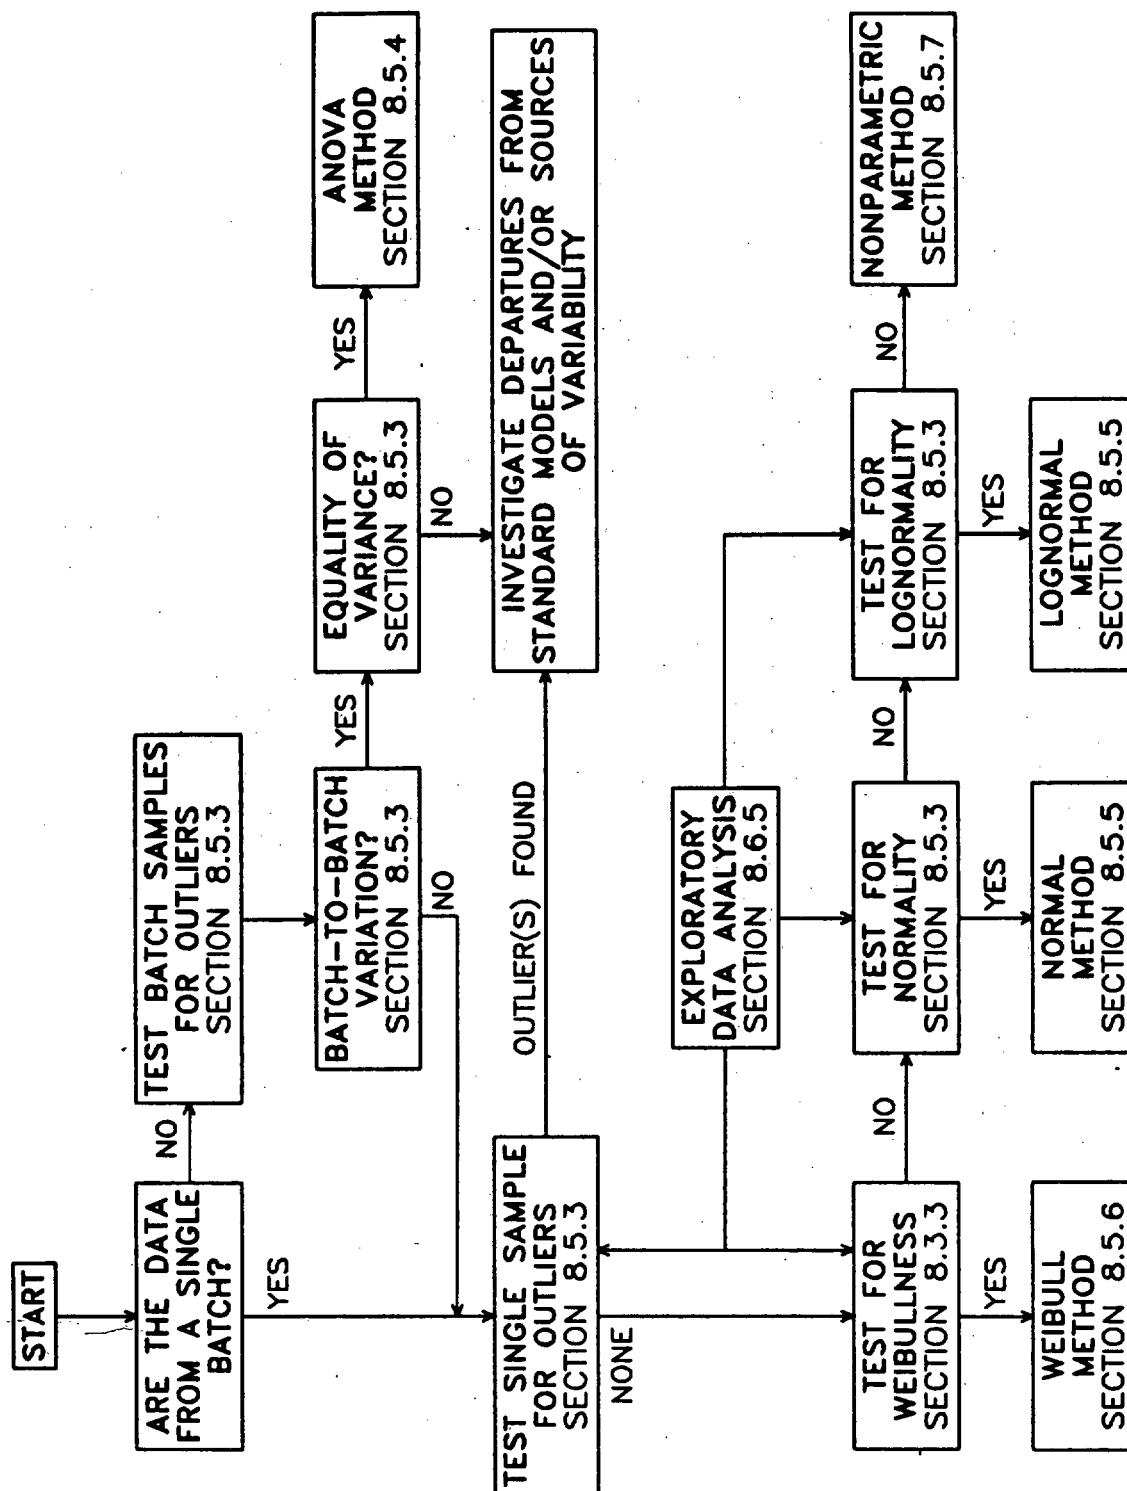 START
ARE THE DATA
FROM A SINGLE
BATCH?
NO
TEST BATCH SAMPLES
FOR OUTLIERS
SECTION 8.5.3
YES
BATCH-TO-BATCH
VARIATION?
SECTION 8.5.3
YES
EQUALITY OF
VARIANCE?
SECTION 8.5.3
YES
ANOVA
METHOD
SECTION 8.5.4
NO
NO
TEST SINGLE SAMPLE
FOR OUTLIERS
SECTION 8.5.3
OUTLIER(S) FOUND
INVESTIGATE DEPARTURES FROM
STANDARD MODELS AND/OR SOURCES
OF VARIABILITY
NONE
EXPLORATORY
DATA ANALYSIS
SECTION 8.6.5
TEST FOR
WEIBULLNESS
SECTION 8.3.3
NO
TEST FOR
NORMALITY
SECTION 8.5.3
NO
TEST FOR
LOGNORMALITY
SECTION 8.5.3
NO
NONPARAMETRIC
METHOD
SECTION 8.5.7
YES
YES
YES
WEIBULL
METHOD
SECTION 8.5.6
NORMAL
METHOD
SECTION 8.5.5
LOGNORMAL
METHOD
SECTION 8.5.5